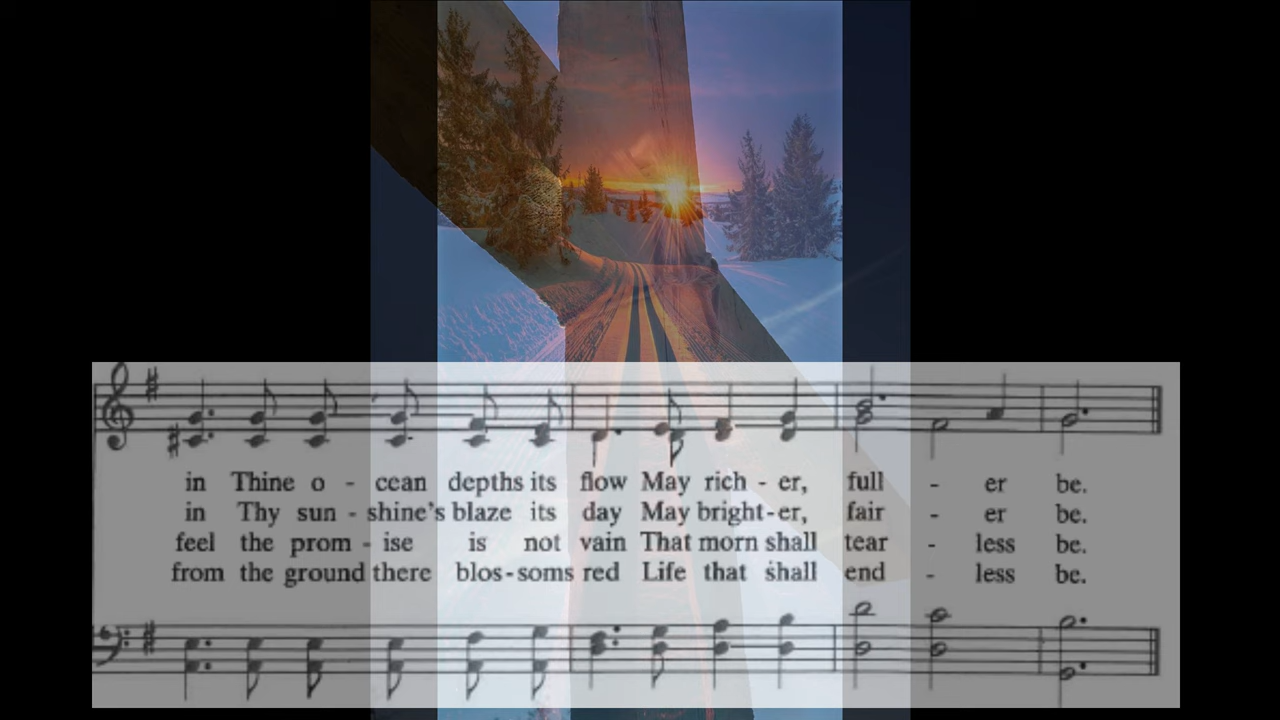 in Thine o - cean depths its flow May rich - er, full - er be.
in Thy sun - shine's blaze its day May bright - er, fair - er be.
feel the prom - ise is not vain That morn shall tear - less be.
from the ground there blos - soms red Life that shall end - less be.